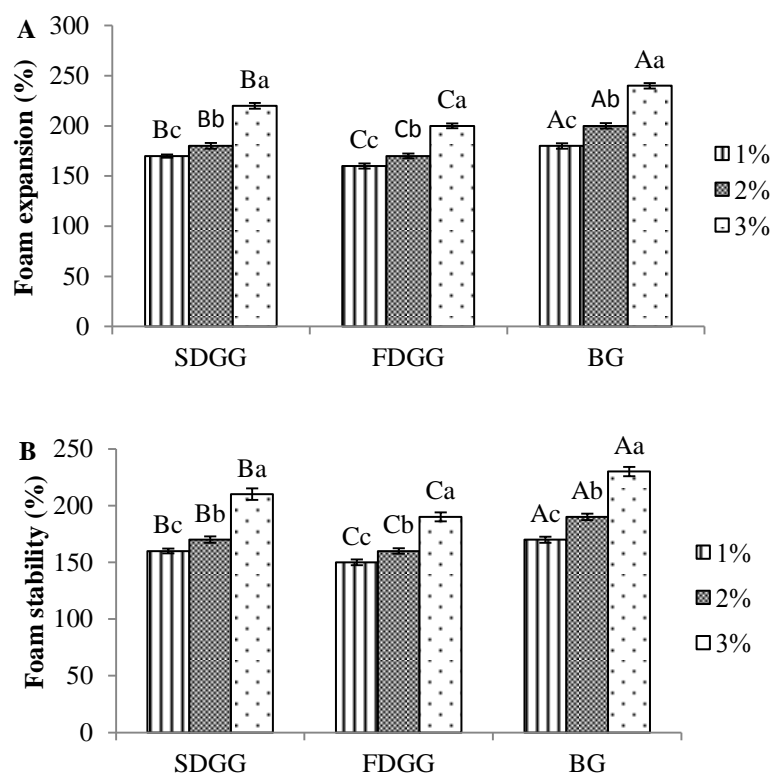 A
300
250
200
150
100
50
0
Foam expansion (%)
Bc Bb Ba
Cc Cb Ca
Ac Ab Aa
SDGG FDGG BG
1%
2%
3%
B
250
200
150
100
50
0
Foam stability (%)
Bc Bb Ba
Cc Cb Ca
Ac Ab Aa
SDGG FDGG BG
1%
2%
3%